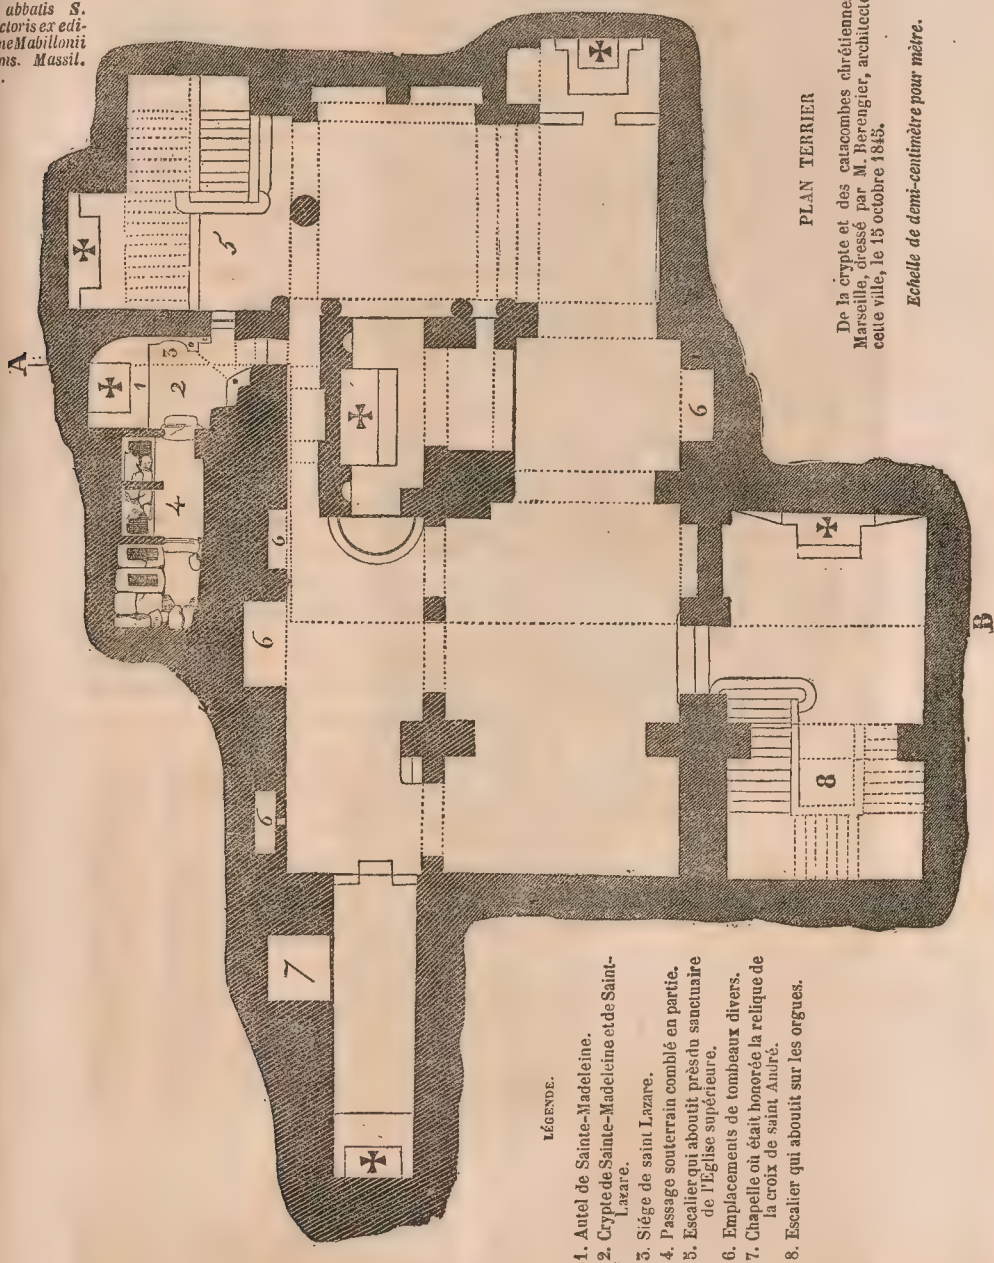 abbatis S.
ctoris ex edi-
neMabillonii
ns. Massil.
PLAN TERRIER
De la crypte et des catacombes chrétienne
Marseille, dressé par M. Berengier, architecte
cette ville, le 15 octobre 1845.
Echelle de demi-centimètre pour mètre.
A
1
2
3
4
5
6
6
6
6
7
8
B
LÉGENDE.
1. Autel de Sainte-Madeleine.
2. Crypte de Sainte-Madeleine et de Saint-
Lazare.
3. Siége de saint Lazare.
4. Passage souterrain comblé en partie.
5. Escalier qui aboutit près du sanctuaire
de l'Eglise supérieure.
6. Emplacements de tombeaux divers.
7. Chapelle où était honorée la relique de
la croix de saint André.
8. Escalier qui aboutit sur les orgues.